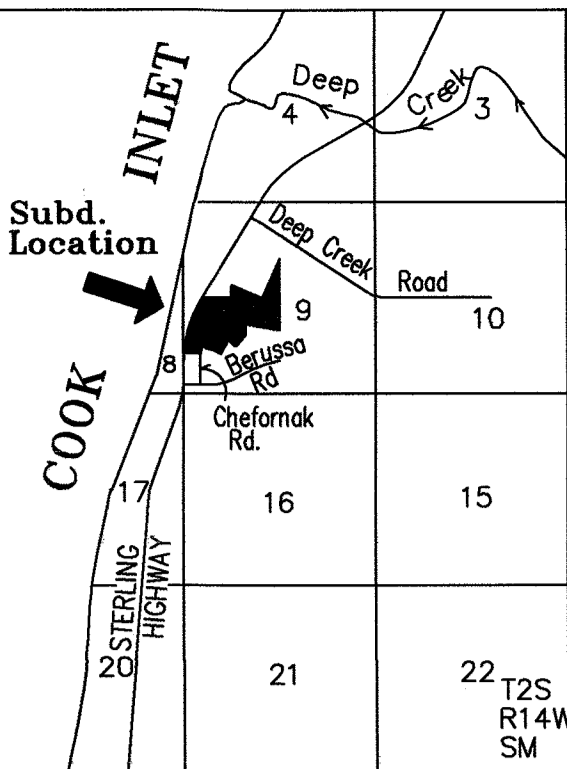 Deep
Creek
4
3
INLET
Subd.
Location
Deep Creek
Road
9
10
8
Berussa
Rd
Chefornak
Rd.
COOK
17
16
15
STERLING
HIGHWAY
20
21
22
T2S
R14W
SM